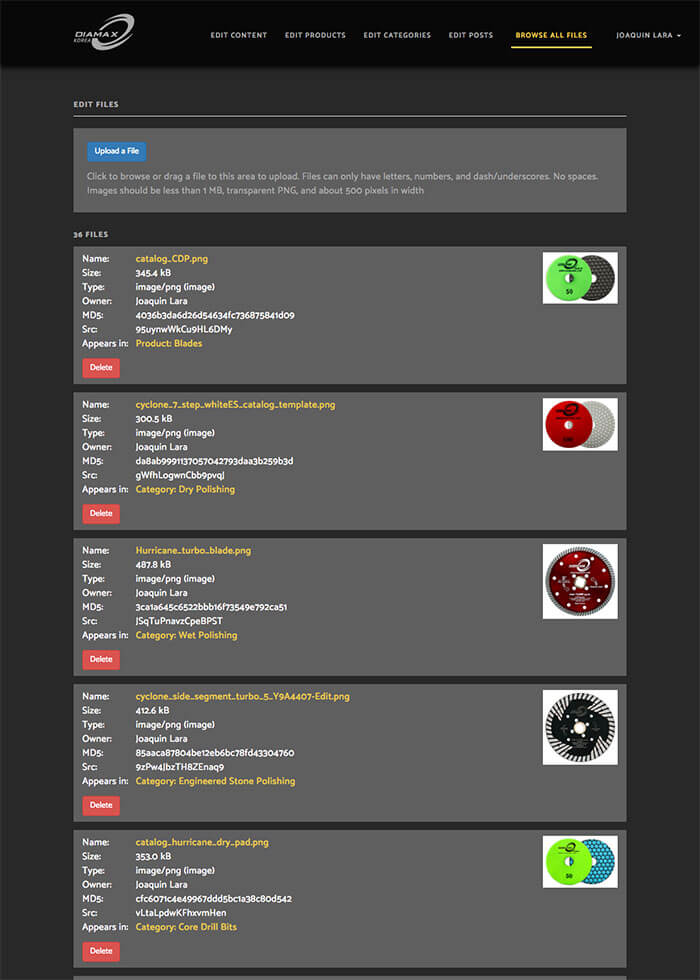 DIAMAX
KOREA
EDIT CONTENT
EDIT PRODUCTS
EDIT CATEGORIES
EDIT POSTS
BROWSE ALL FILES
JOAQUIN LARA
EDIT FILES
Upload a File
Click to browse or drag a file to this area to upload. Files can only have letters, numbers, and dash/underscores. No spaces.
Images should be less than 1 MB, transparent PNG, and about 500 pixels in width
36 FILES
Name: catalog_CDP.png
Size: 345.4 kB
Type: image/png (image)
Owner: Joaquin Lara
MD5: 4036b3da6d26d54634fc736875841d09
Src: 95uynwWkCu9HL6DMy
Appears in: Product: Blades
Delete
50
Name: cyclone_7_step_whiteES_catalog_template.png
Size: 300.5 kB
Type: image/png (image)
Owner: Joaquin Lara
MD5: da8ab9991137057042793daa3b259b3d
Src: gWfhLogwnCbb9pvqJ
Appears in: Category: Dry Polishing
Delete
Name: Hurricane_turbo_blade.png
Size: 487.8 kB
Type: image/png (image)
Owner: Joaquin Lara
MD5: 3ca1a645c6522bbb16f73549e792ca51
Src: JSqTuPnavzCpeBPST
Appears in: Category: Wet Polishing
Delete
Name: cyclone_side_segment_turbo_5_Y9A4407-Edit.png
Size: 412.6 kB
Type: image/png (image)
Owner: Joaquin Lara
MD5: 85aaca87804be12eb6bc78fd43304760
Src: 9zPw4JbzTH8ZEnaq9
Appears in: Category: Engineered Stone Polishing
Delete
Name: catalog_hurricane_dry_pad.png
Size: 353.0 kB
Type: image/png (image)
Owner: Joaquin Lara
MD5: cfc6071c4e49967ddd5bc1a38c80d542
Src: vLtaLpdwKFhxvmHen
Appears in: Category: Core Drill Bits
Delete
50